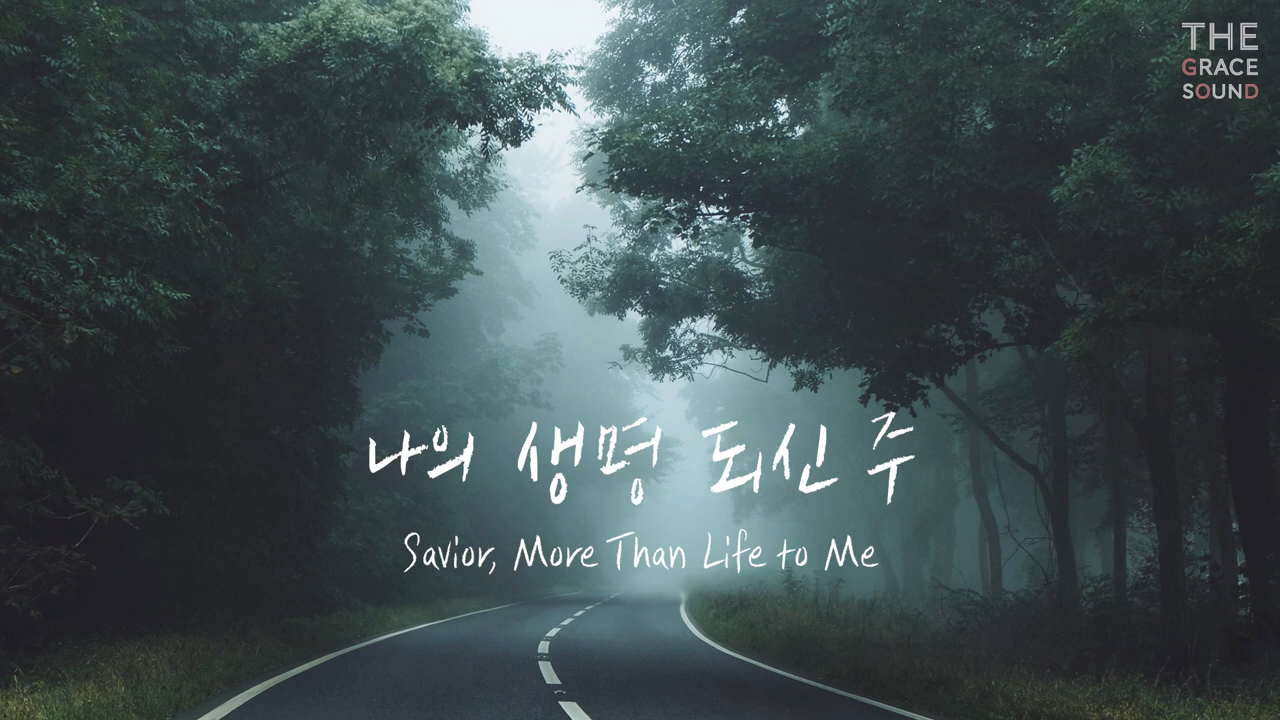 THE
GRACE
SOUND
나의 생명 되신 주
Savior, More Than Life to Me